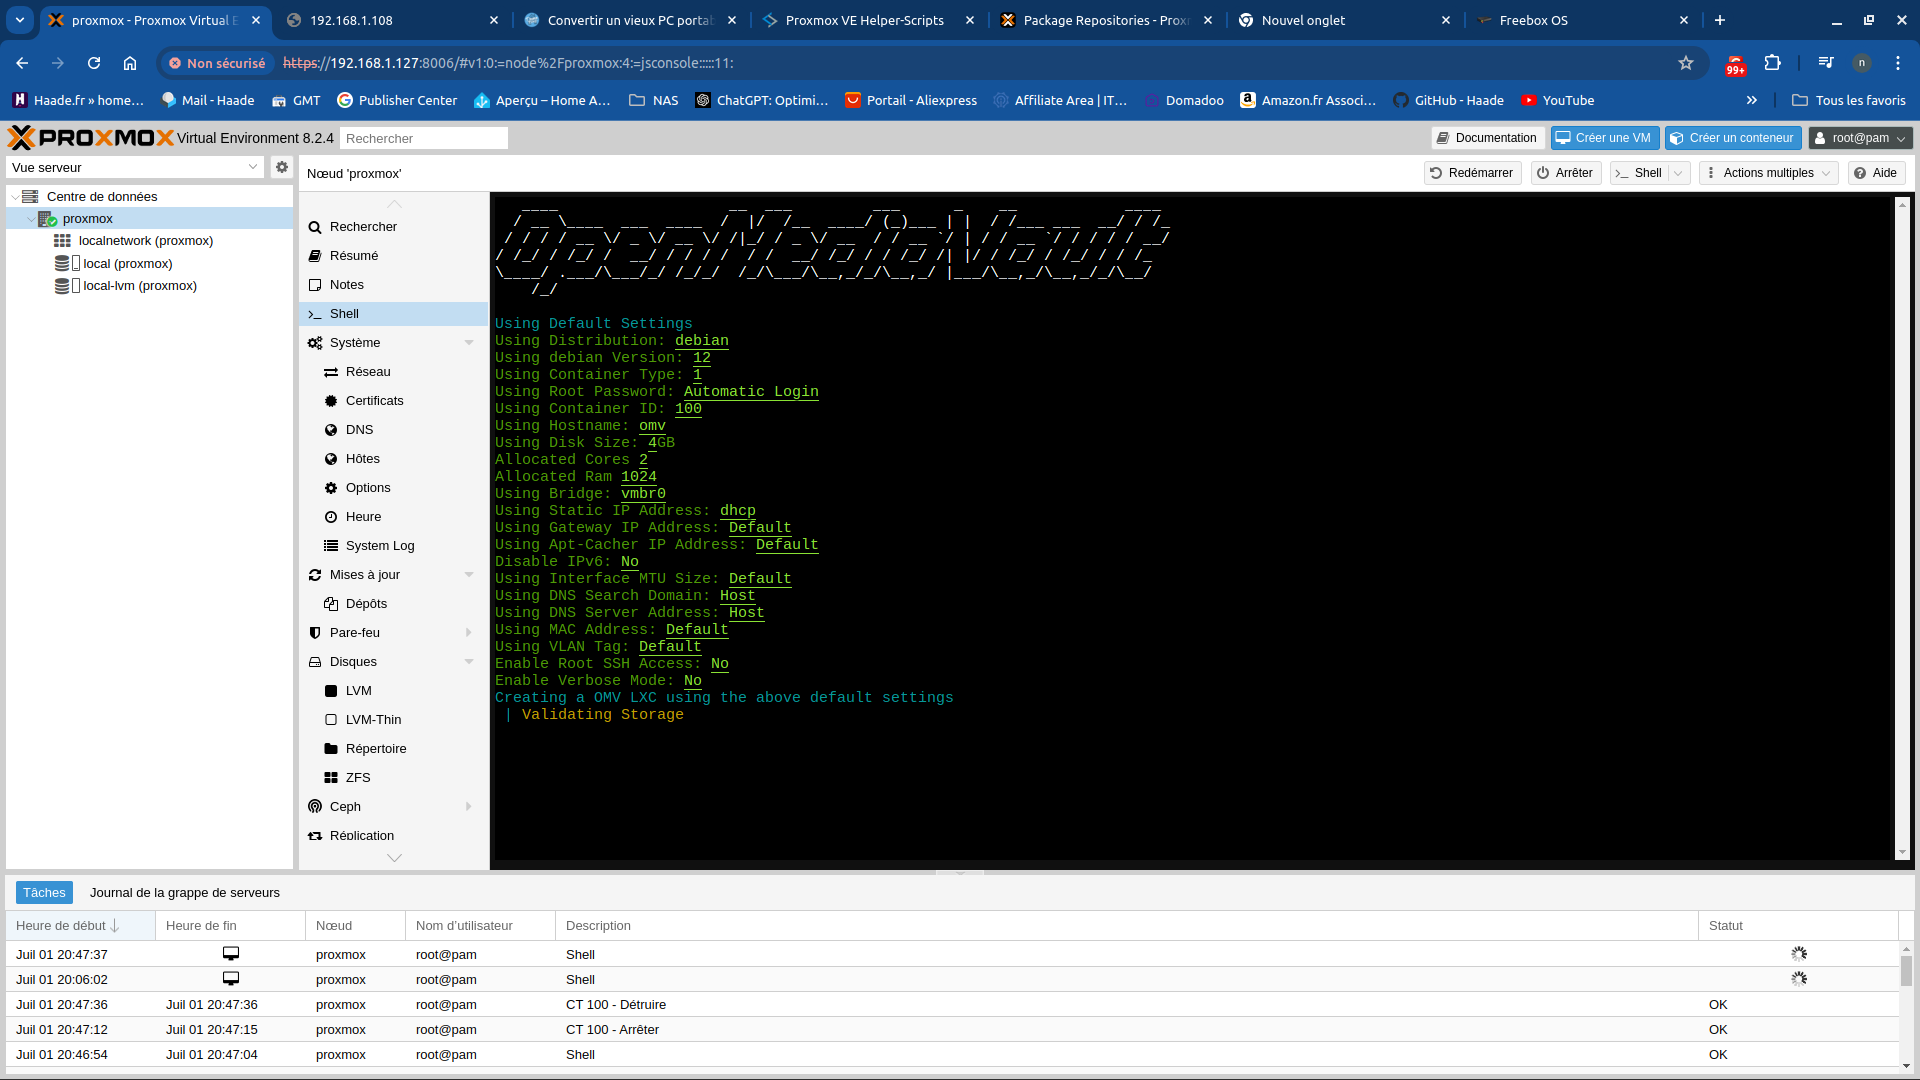 proxmox - Proxmox Virtual E
192.168.1.108
Convertir un vieux PC portab
Proxmox VE Helper-Scripts
Package Repositories - Prox
Nouvel onglet
Freebox OS
Non sécurisé
https://192.168.1.127:8006/#v1:0:=node%2Fproxmox:4:=jsconsole:::::11:
99+
n
Haade.fr » home…
Mail - Haade
GMT
Publisher Center
Aperçu – Home A…
NAS
ChatGPT: Optimi…
Portail - Aliexpress
Affiliate Area | IT…
Domadoo
Amazon.fr Associ…
GitHub - Haade
YouTube
Tous les favoris
PROXMOX Virtual Environment 8.2.4
Rechercher
Documentation
Créer une VM
Créer un conteneur
root@pam
Vue serveur
Nœud 'proxmox'
Redémarrer
Arrêter
Shell
Actions multiples
Aide
Centre de données
proxmox
localnetwork (proxmox)
local (proxmox)
local-lvm (proxmox)
Rechercher
Résumé
Notes
Shell
Système
Réseau
Certificats
DNS
Hôtes
Options
Heure
System Log
Mises à jour
Dépôts
Pare-feu
Disques
LVM
LVM-Thin
Répertoire
ZFS
Ceph
Réplication
OpenMediaVault
Using Default Settings
Using Distribution: debian
Using debian Version: 12
Using Container Type: 1
Using Root Password: Automatic Login
Using Container ID: 100
Using Hostname: omv
Using Disk Size: 4GB
Allocated Cores 2
Allocated Ram 1024
Using Bridge: vmbr0
Using Static IP Address: dhcp
Using Gateway IP Address: Default
Using Apt-Cacher IP Address: Default
Disable IPv6: No
Using Interface MTU Size: Default
Using DNS Search Domain: Host
Using DNS Server Address: Host
Using MAC Address: Default
Using VLAN Tag: Default
Enable Root SSH Access: No
Enable Verbose Mode: No
Creating a OMV LXC using the above default settings
| Validating Storage
Tâches
Journal de la grappe de serveurs
Heure de début Heure de fin Nœud Nom d'utilisateur Description Statut
Juil 01 20:47:37 proxmox root@pam Shell
Juil 01 20:06:02 proxmox root@pam Shell
Juil 01 20:47:36 Juil 01 20:47:36 proxmox root@pam CT 100 - Détruire OK
Juil 01 20:47:12 Juil 01 20:47:15 proxmox root@pam CT 100 - Arrêter OK
Juil 01 20:46:54 Juil 01 20:47:04 proxmox root@pam Shell OK